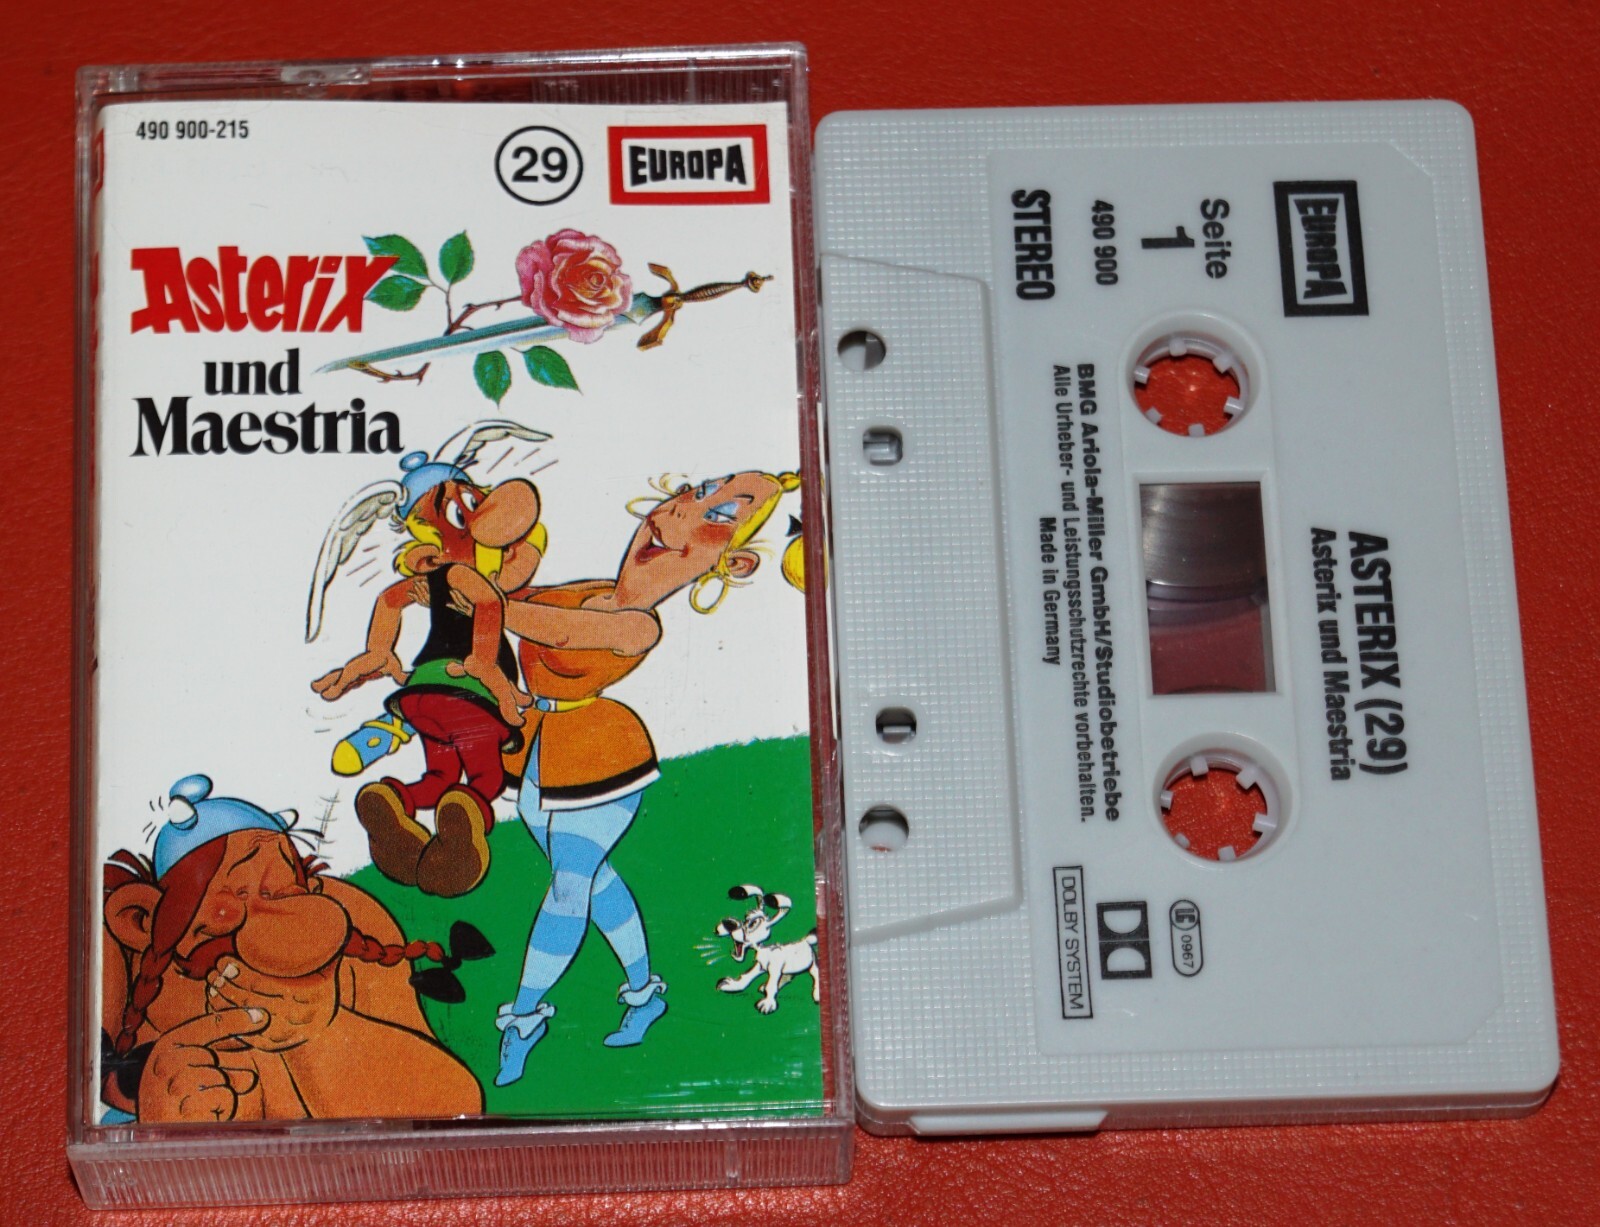 490 900-215
29
EUROPA
Asterix
und
Maestria
EUROPA
Seite
1
490 900
STEREO
ASTERIX (29)
Asterix und Maestria
BMG Ariola-Miller GmbH/Studiobetriebe
Alle Urheber- und Leistungsschutzrechte vorbehalten.
Made in Germany
0967
DOLBY SYSTEM